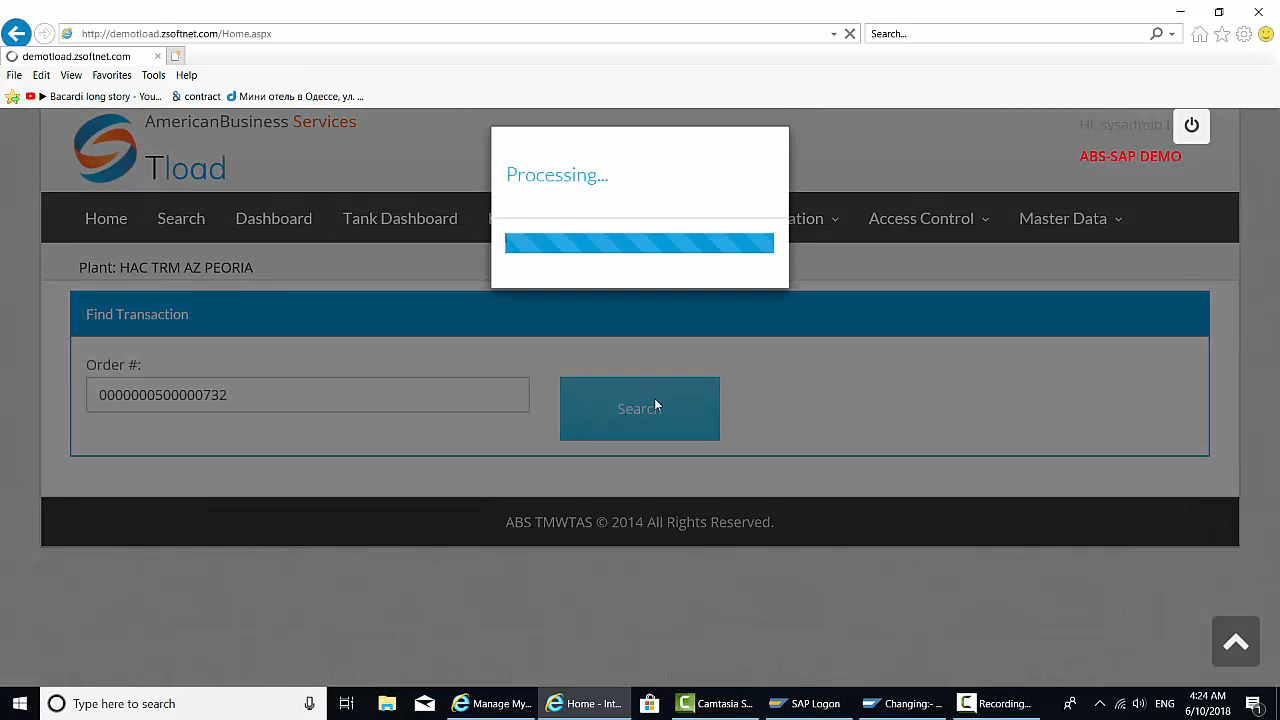 http://demotload.zsoftnet.com/Home.aspx
Search...
demotload.zsoftnet.com
File Edit View Favorites Tools Help
Bacardi long story - You... contract Мини отель в Одессе, ул. ...
AmericanBusiness Services
Tload
Hi, sysadmin !
ABS-SAP DEMO
Processing...
Home Search Dashboard Tank Dashboard Access Control Master Data
Plant: HAC TRM AZ PEORIA
Find Transaction
Order #:
0000000500000732
Search
ABS TMWTAS © 2014 All Rights Reserved.
Type here to search
Manage My... Home - Int... Camtasia S... SAP Logon Changing:- ... Recording...
ENG
4:24 AM
6/10/2018
1